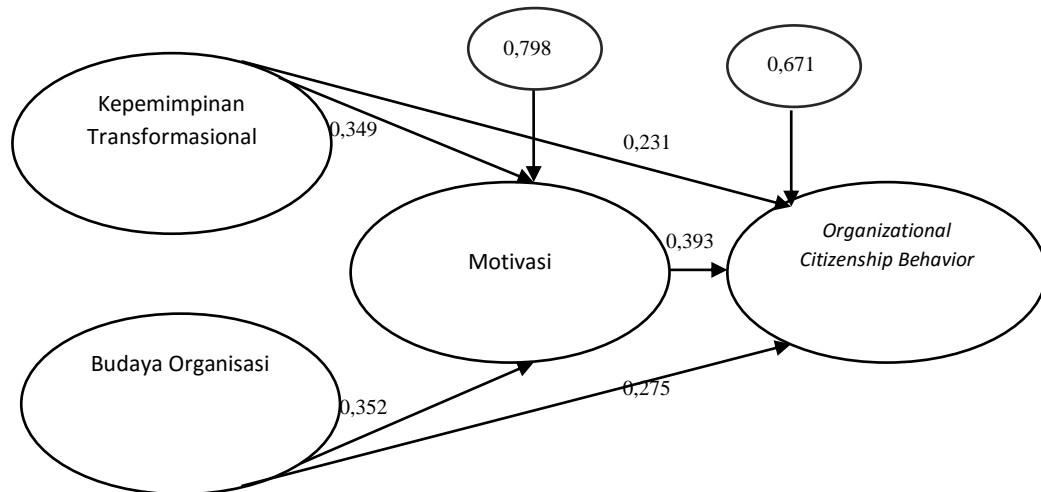 0,798
0,671
Kepemimpinan
Transformasional
0,349
0,231
Organizational
Citizenship Behavior
0,393
Motivasi
Budaya Organisasi
0,352
0,275